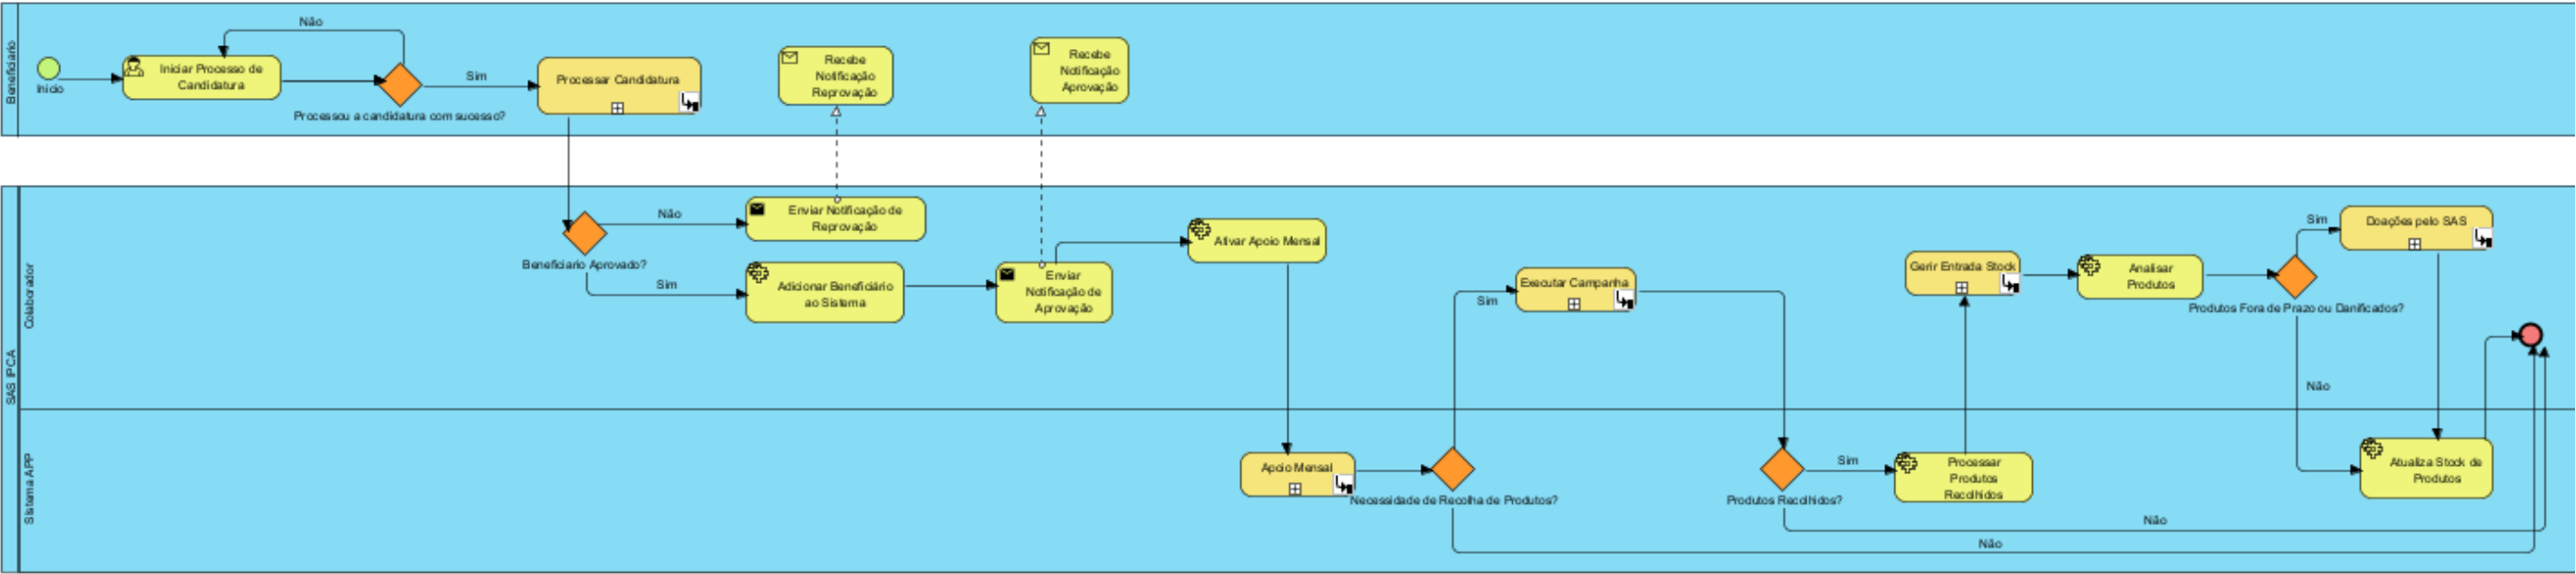 Beneficiario
Inicio
Iniciar Processo de
Candidatura
Não
Processou a candidatura com sucesso?
Sim
Processar Candidatura
Recebe
Notificação
Reprovação
Recebe
Notificação
Aprovação
SAS IPCA
Colaborador
Beneficiario Aprovado?
Não
Enviar Notificação de
Reprovação
Sim
Adicionar Beneficiário
ao Sistema
Enviar
Notificação de
Aprovação
Ativar Apoio Mensal
Sim
Executar Campanha
Gerir Entrada Stock
Analisar
Produtos
Produtos Fora de Prazo ou Danificados?
Sim
Doações pelo SAS
Não
Sistema APP
Apoio Mensal
Necessidade de Recolha de Produtos?
Produtos Recolhidos?
Sim
Processar
Produtos
Recolhidos
Atualiza Stock de
Produtos
Não
Não